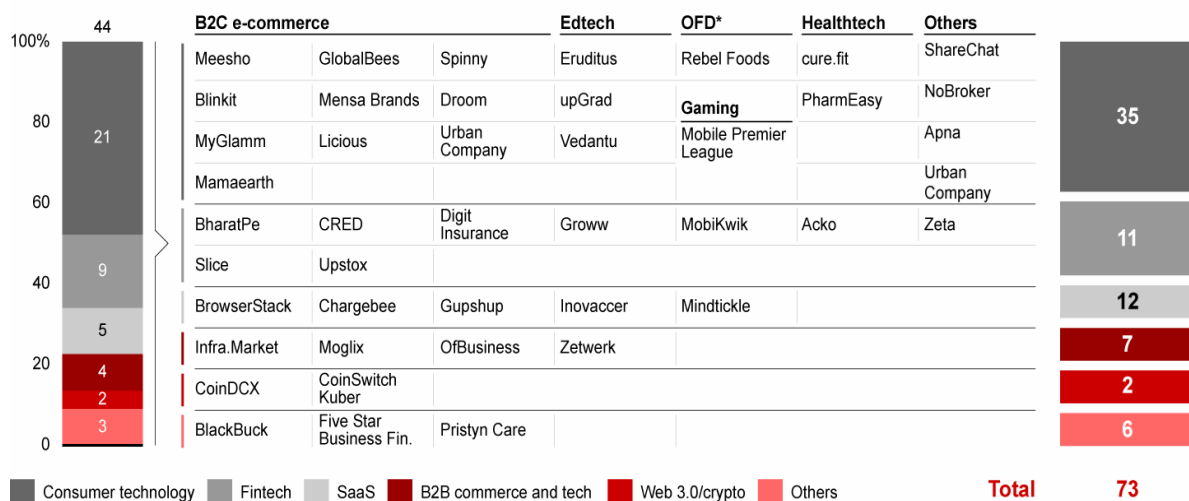 44
B2C e-commerce Edtech OFD* Healthtech Others
100%
Meesho GlobalBees Spinny Eruditus Rebel Foods cure.fit ShareChat
Blinkit Mensa Brands Droom upGrad Gaming PharmEasy NoBroker
80
35
21
MyGlamm Licious Urban Company Vedantu Mobile Premier League Apna
Mamaearth Urban Company
60
BharatPe CRED Digit Insurance Groww MobiKwik Acko Zeta
11
9
Slice Upstox
40
BrowserStack Chargebee Gupshup Inovaccer Mindtickle
12
5
Infra.Market Moglix OfBusiness Zetwerk
7
20
4
CoinDCX CoinSwitch Kuber
2
2
BlackBuck Five Star Business Fin. Pristyn Care
6
3
0
Consumer technology Fintech SaaS B2B commerce and tech Web 3.0/crypto Others Total 73